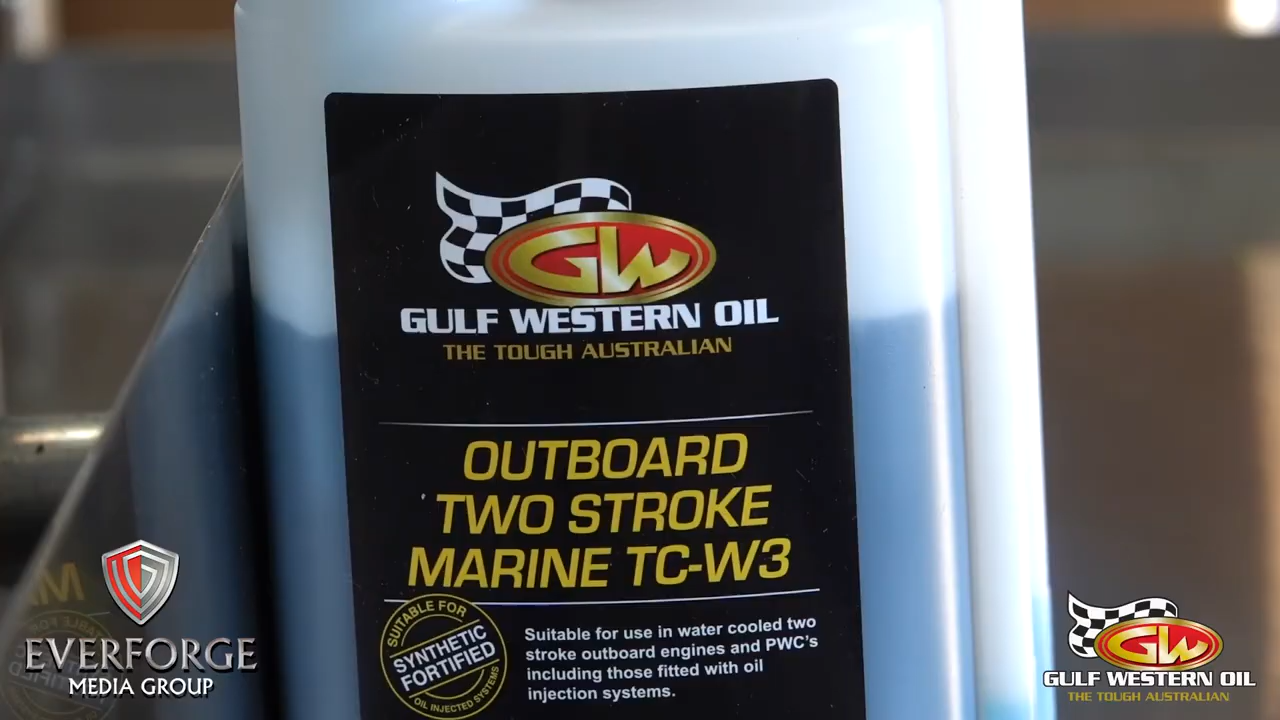 GW
GULF WESTERN OIL
THE TOUGH AUSTRALIAN
OUTBOARD
TWO STROKE
MARINE TC-W3
SUITABLE FOR
SYNTHETIC
FORTIFIED
OIL INJECTED SYSTEMS
Suitable for use in water cooled two
stroke outboard engines and PWC's
including those fitted with oil
injection systems.
EVERFORGE
MEDIA GROUP
GW
GULF WESTERN OIL
THE TOUGH AUSTRALIAN